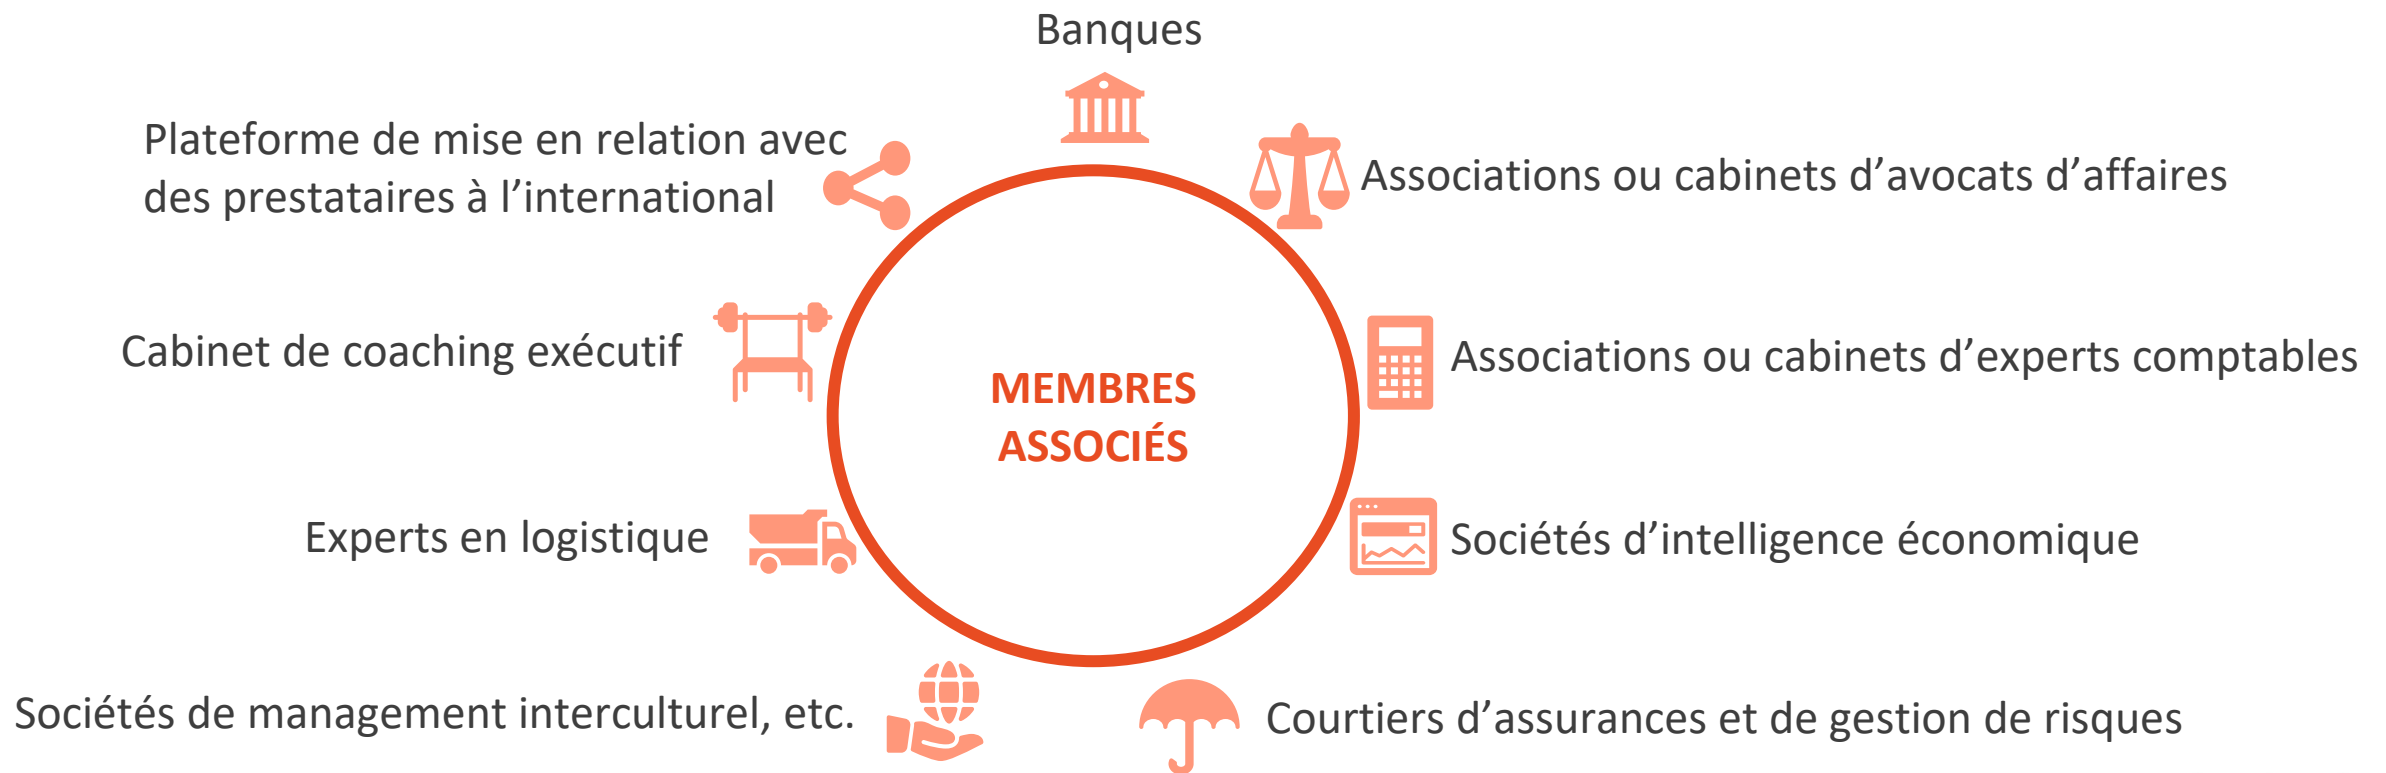 Banques
Plateforme de mise en relation avec
des prestataires à l’international
Associations ou cabinets d’avocats d’affaires
Cabinet de coaching exécutif
Associations ou cabinets d’experts comptables
MEMBRES
ASSOCIÉS
Experts en logistique
Sociétés d’intelligence économique
Sociétés de management interculturel, etc.
Courtiers d’assurances et de gestion de risques